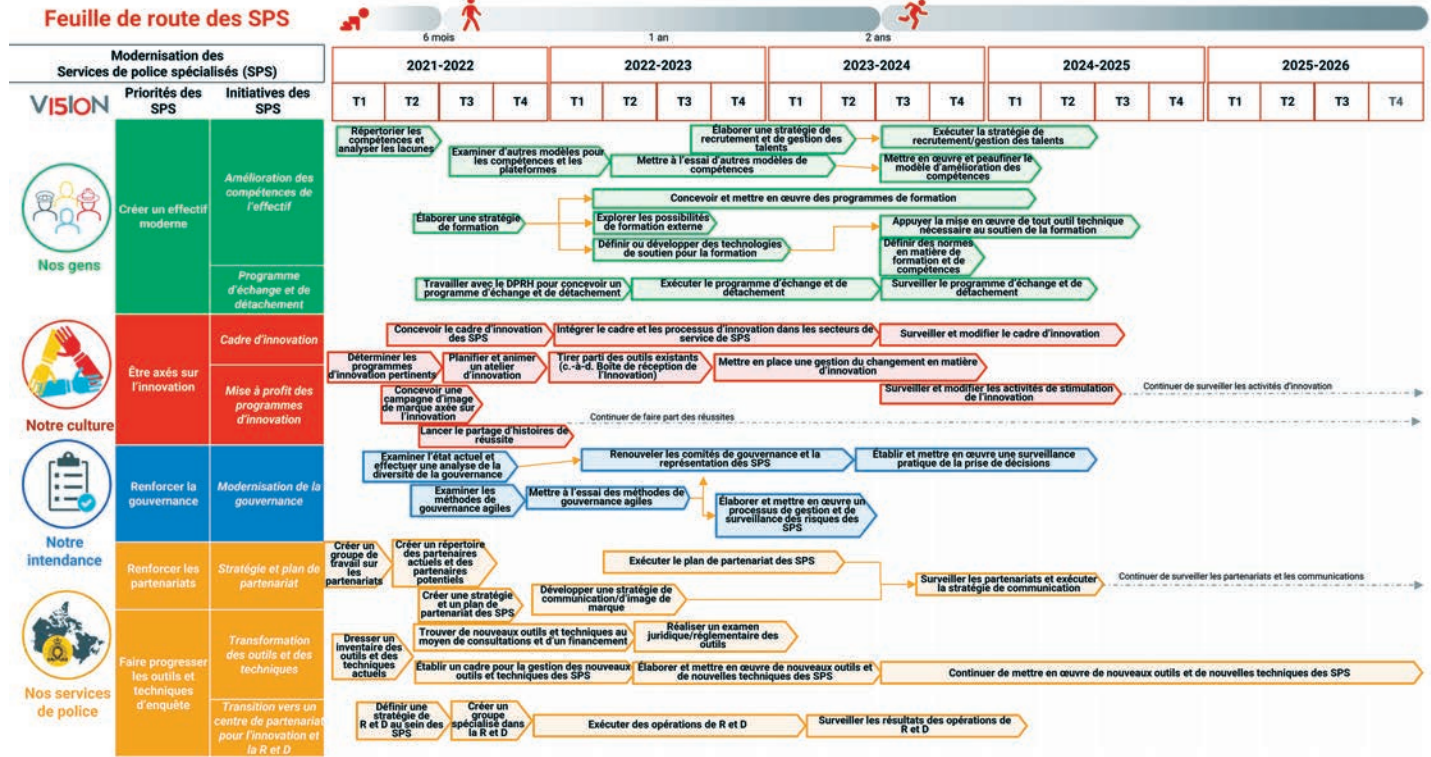 Feuille de route des SPS
6 mois
1 an
2 ans
Modernisation des
Services de police spécialisés (SPS)
2021-2022
2022-2023
2023-2024
2024-2025
2025-2026
VISION
Priorités des
SPS
Initiatives des
SPS
T1
T2
T3
T4
T1
T2
T3
T4
T1
T2
T3
T4
T1
T2
T3
T4
T1
T2
T3
T4
Nos gens
Créer un effectif
moderne
Amélioration des
compétences de
l'effectif
Répertorier les
compétences et
analyser les lacunes
Élaborer une stratégie de
recrutement et de gestion des
talents
Exécuter la stratégie de
recrutement/gestion des talents
Examiner d'autres modèles pour
les compétences et les
plateformes
Mettre à l'essai d'autres modèles de
compétences
Mettre en œuvre et peaufiner le
modèle d'amélioration des
compétences
Concevoir et mettre en œuvre des programmes de formation
Élaborer une stratégie
de formation
Explorer les possibilités
de formation externe
Appuyer la mise en œuvre de tout outil technique
nécessaire au soutien de la formation
Définir ou développer des technologies
de soutien pour la formation
Définir des normes
en matière de
formation et de
compétences
Programme
d'échange et de
détachement
Travailler avec le DPRH pour concevoir un
programme d'échange et de détachement
Exécuter le programme d'échange et de
détachement
Surveiller le programme d'échange et de
détachement
Notre culture
Être axés sur
l'innovation
Cadre d'innovation
Concevoir le cadre d'innovation
des SPS
Intégrer le cadre et les processus d'innovation dans les secteurs de
service de SPS
Surveiller et modifier le cadre d'innovation
Mise à profit des
programmes
d'innovation
Déterminer les
programmes
d'innovation pertinents
Planifier et animer
un atelier
d'innovation
Tirer parti des outils existants
(c.-à-d. Boîte de réception de
l'Innovation)
Mettre en place une gestion du changement en matière
d'innovation
Concevoir une
campagne d'image
de marque axée sur
l'innovation
Surveiller et modifier les activités de stimulation
de l'innovation
Continuer de surveiller les activités d'innovation
Continuer de faire part des réussites
Lancer le partage d'histoires de
réussite
Notre
intendance
Renforcer la
gouvernance
Modernisation de la
gouvernance
Examiner l'état actuel et
effectuer une analyse de la
diversité de la gouvernance
Renouveler les comités de gouvernance et la
représentation des SPS
Établir et mettre en œuvre une surveillance
pratique de la prise de décisions
Examiner les
méthodes de
gouvernance agiles
Mettre à l'essai des méthodes de
gouvernance agiles
Élaborer et mettre en œuvre un
processus de gestion et de
surveillance des risques des
SPS
Nos services
de police
Renforcer les
partenariats
Stratégie et plan de
partenariat
Créer un
groupe de
travail sur
les
partenariats
Créer un répertoire
des partenaires
actuels et des
partenaires
potentiels
Exécuter le plan de partenariat des SPS
Surveiller les partenariats et exécuter
la stratégie de communication
Continuer de surveiller les partenariats et les communications
Créer une stratégie
et un plan de
partenariat des SPS
Développer une stratégie de
communication/d'image de
marque
Faire progresser
les outils et
techniques
d'enquête
Transformation
des outils et des
techniques
Dresser un
inventaire des
outils et des
techniques
actuels
Trouver de nouveaux outils et techniques au
moyen de consultations et d'un financement
Réaliser un examen
juridique/réglementaire des
outils
Établir un cadre pour la gestion des nouveaux
outils et techniques des SPS
Élaborer et mettre en œuvre de nouveaux outils et
de nouvelles techniques des SPS
Continuer de mettre en œuvre de nouveaux outils et de nouvelles techniques des SPS
Transition vers un
centre de partenariat
pour l'innovation et
la R et D
Définir une
stratégie de
R et D au sein des
SPS
Créer un
groupe
spécialisé dans
la R et D
Exécuter des opérations de R et D
Surveiller les résultats des opérations de
R et D